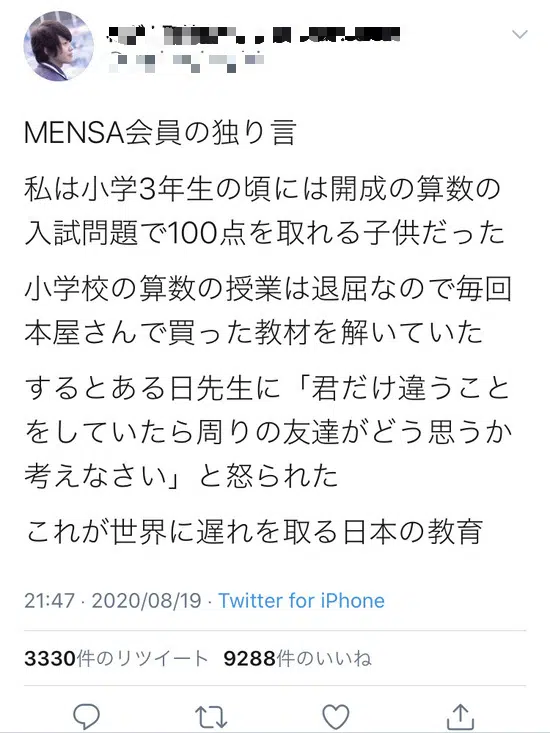 MENSA会員の独り言
私は小学3年生の頃には開成の算数の
入試問題で100点を取れる子供だった
小学校の算数の授業は退屈なので毎回
本屋さんで買った教材を解いていた
するとある日先生に「君だけ違うこと
をしていたら周りの友達がどう思うか
考えなさい」と怒られた
これが世界に遅れを取る日本の教育
21:47 · 2020/08/19 · Twitter for iPhone
3330件のリツイート 9288件のいいね